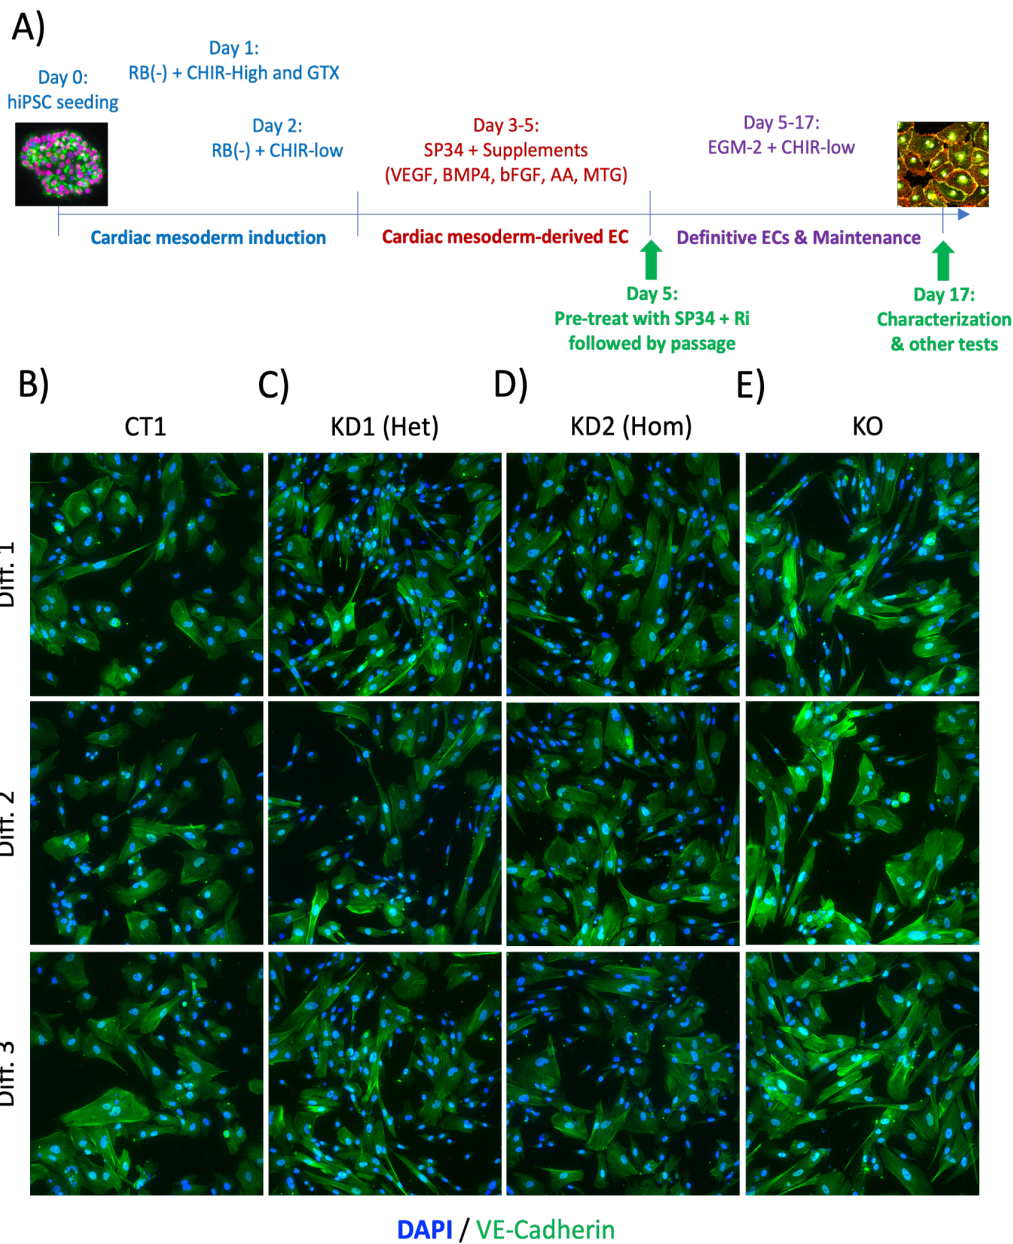 A)
Day 1:
RB(-) + CHIR-High and GTX
Day 0:
hiPSC seeding
Day 2:
RB(-) + CHIR-low
Day 3-5:
SP34 + Supplements
(VEGF, BMP4, bFGF, AA, MTG)
Day 5-17:
EGM-2 + CHIR-low
Cardiac mesoderm induction
Cardiac mesoderm-derived EC
Definitive ECs & Maintenance
Day 5:
Pre-treat with SP34 + Ri
followed by passage
Day 17:
Characterization
& other tests
B)
C)
D)
E)
CT1
KD1 (Het)
KD2 (Hom)
KO
Diff. 1
Diff. 2
Diff. 3
DAPI / VE-Cadherin